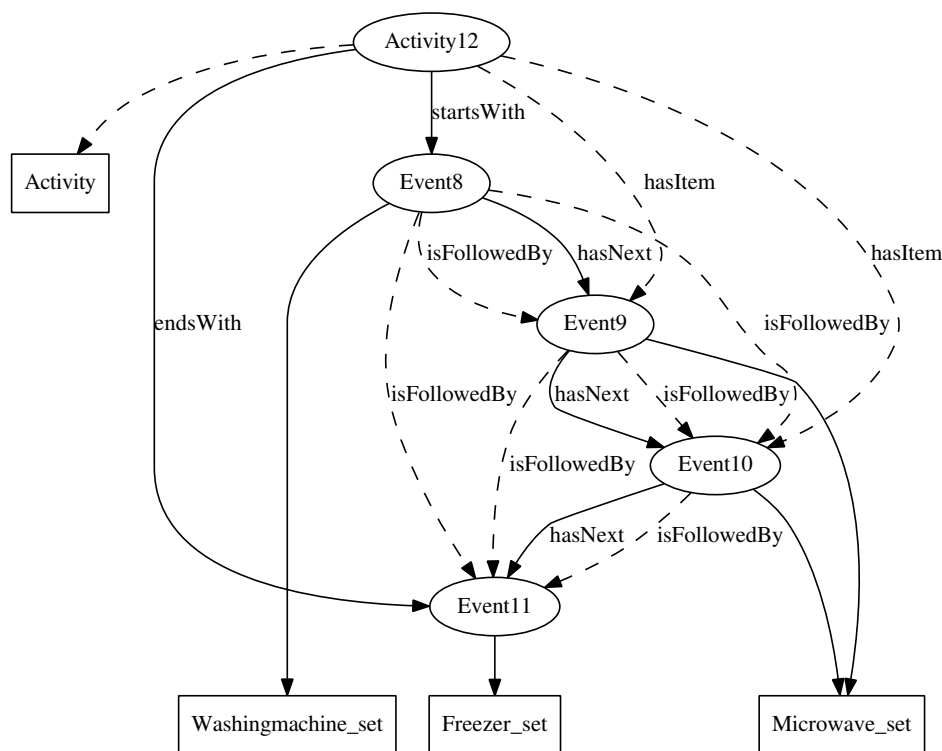 Activity12
startsWith
Activity
Event8
hasItem
isFollowedBy
hasNext
hasItem
endsWith
Event9
isFollowedBy
isFollowedBy
hasNext
isFollowedBy
isFollowedBy
Event10
hasNext
isFollowedBy
Event11
Washingmachine_set
Freezer_set
Microwave_set